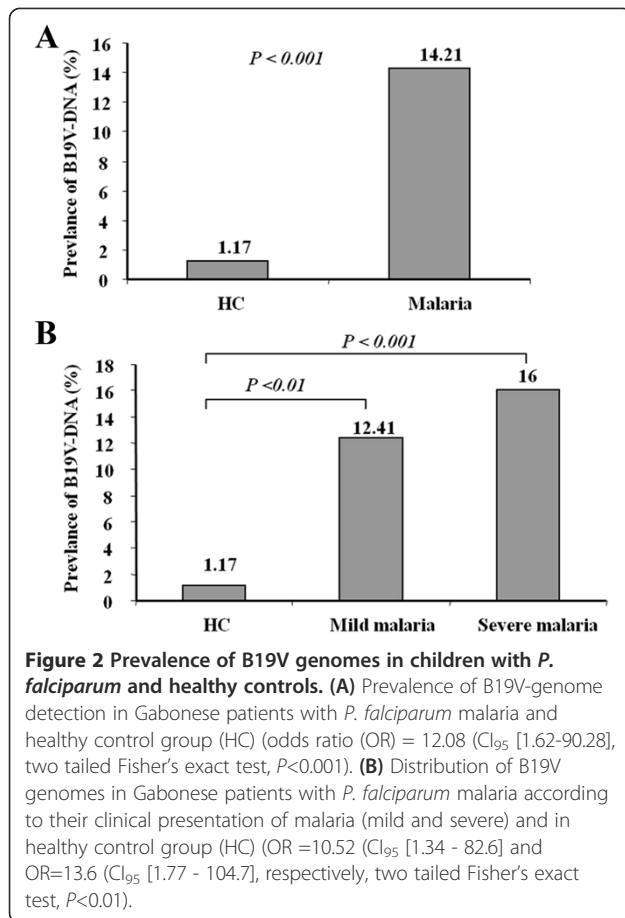 A
Prevlance of B19V-DNA (%)
16
14
12
10
8
6
4
2
0
P < 0.001
1.17
14.21
HC Malaria
B
Prevlance of B19V-DNA (%)
18
16
14
12
10
8
6
4
2
0
P < 0.001
P <0.01
1.17
12.41
16
HC Mild malaria Severe malaria
Figure 2 Prevalence of B19V genomes in children with P.
falciparum and healthy controls. (A) Prevalence of B19V-genome
detection in Gabonese patients with P. falciparum malaria and
healthy control group (HC) (odds ratio (OR) = 12.08 (CI95 [1.62-90.28],
two tailed Fisher's exact test, P<0.001). (B) Distribution of B19V
genomes in Gabonese patients with P. falciparum malaria according
to their clinical presentation of malaria (mild and severe) and in
healthy control group (HC) (OR =10.52 (CI95 [1.34 - 82.6] and
OR=13.6 (CI95 [1.77 - 104.7], respectively, two tailed Fisher's exact
test, P<0.01).